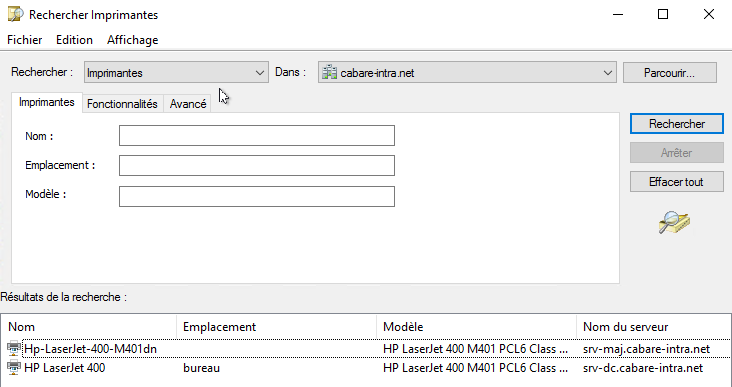 Rechercher Imprimantes
Fichier Edition Affichage
Rechercher : Imprimantes Dans : cabare-intra.net Parcourir...
Imprimantes Fonctionnalités Avancé
Nom :
Emplacement :
Modèle :
Rechercher
Arrêter
Effacer tout
Résultats de la recherche :
Nom Emplacement Modèle Nom du serveur
Hp-LaserJet-400-M401dn HP LaserJet 400 M401 PCL6 Class ... srv-maj.cabare-intra.net
HP LaserJet 400 bureau HP LaserJet 400 M401 PCL6 Class ... srv-dc.cabare-intra.net